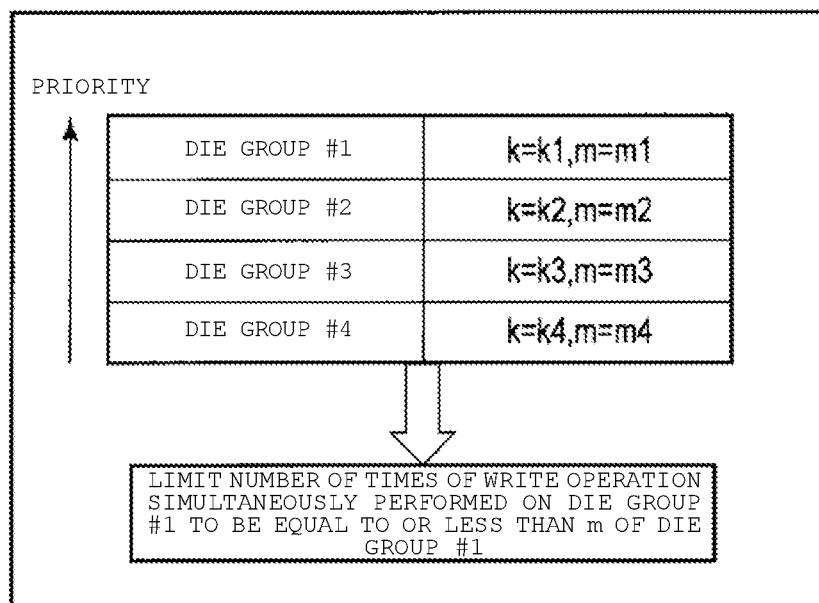 PRIORITY
DIE GROUP #1 k=k1,m=m1
DIE GROUP #2 k=k2,m=m2
DIE GROUP #3 k=k3,m=m3
DIE GROUP #4 k=k4,m=m4
LIMIT NUMBER OF TIMES OF WRITE OPERATION
SIMULTANEOUSLY PERFORMED ON DIE GROUP
#1 TO BE EQUAL TO OR LESS THAN m OF DIE
GROUP #1